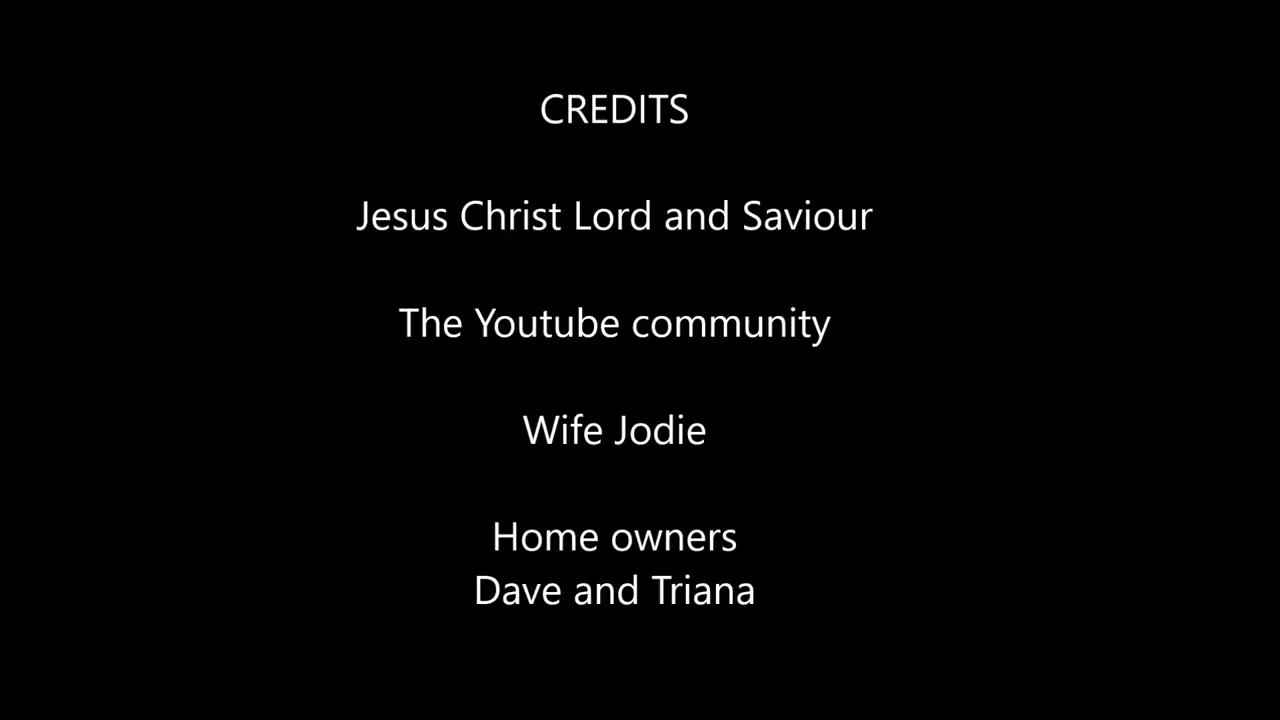 CREDITS
Jesus Christ Lord and Saviour
The Youtube community
Wife Jodie
Home owners
Dave and Triana